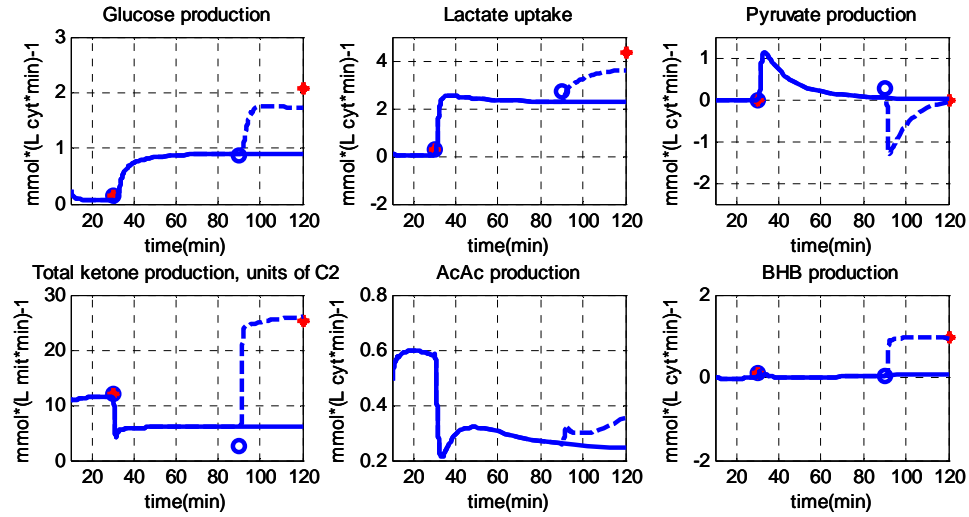 Glucose production
mmol*(L cyt*min)-1
3
2
1
0
20 40 60 80 100 120
time(min)
Lactate uptake
mmol*(L cyt*min)-1
4
2
0
-2
20 40 60 80 100 120
time(min)
Pyruvate production
mmol*(L cyt*min)-1
1
0
-1
-2
20 40 60 80 100 120
time(min)
Total ketone production, units of C2
mmol*(L mit*min)-1
30
20
10
0
20 40 60 80 100 120
time(min)
AcAc production
mmol*(L cyt*min)-1
0.8
0.6
0.4
0.2
20 40 60 80 100 120
time(min)
BHB production
mmol*(L cyt*min)-1
2
0
-2
20 40 60 80 100 120
time(min)